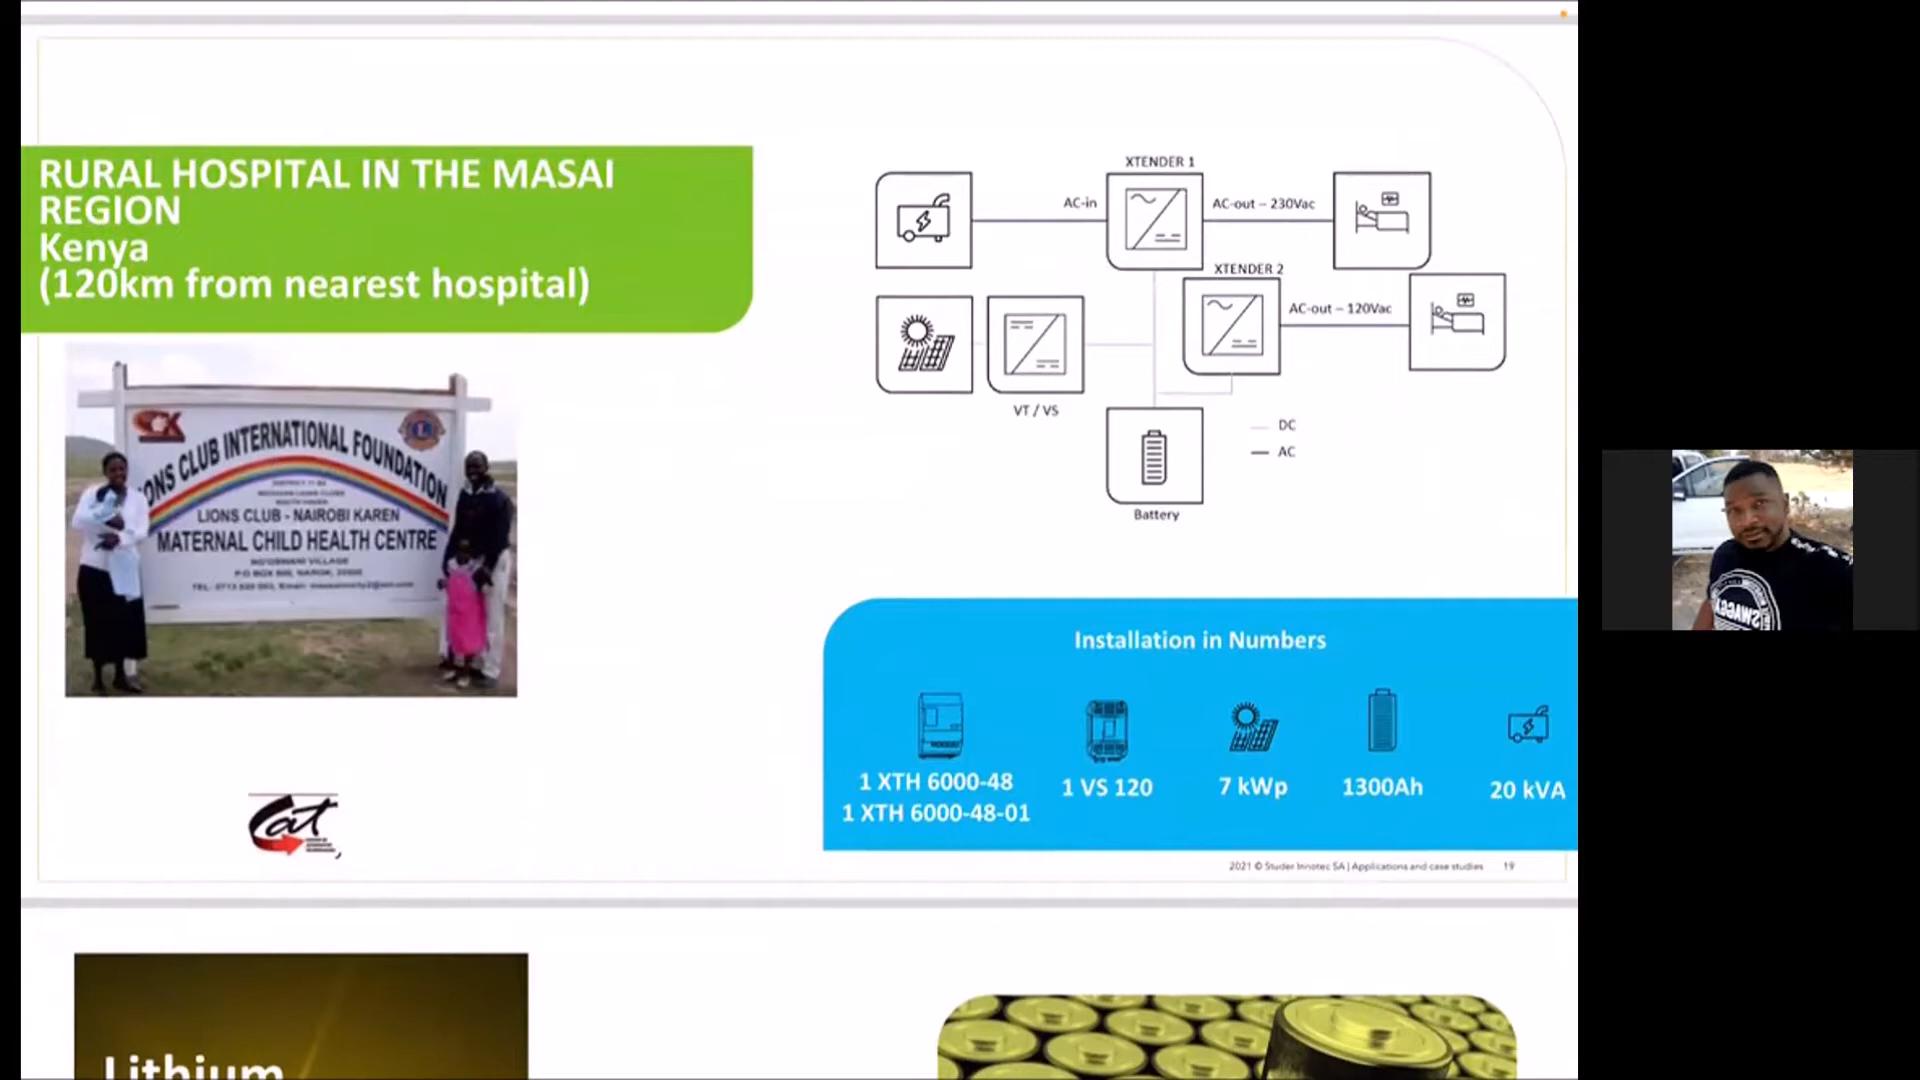 RURAL HOSPITAL IN THE MASAI
REGION
Kenya
(120km from nearest hospital)
LIONS CLUB INTERNATIONAL FOUNDATION
LIONS CLUB - NAIROBI KAREN
MATERNAL CHILD HEALTH CENTRE
Cat
XTENDER 1
AC-in
AC-out – 230Vac
XTENDER 2
AC-out – 120Vac
VT / VS
DC
AC
Battery
Installation in Numbers
1 XTH 6000-48
1 XTH 6000-48-01
1 VS 120
7 kWp
1300Ah
20 kVA
2021 © Studer Innotec SA | Applications and case studies 19
Lithium